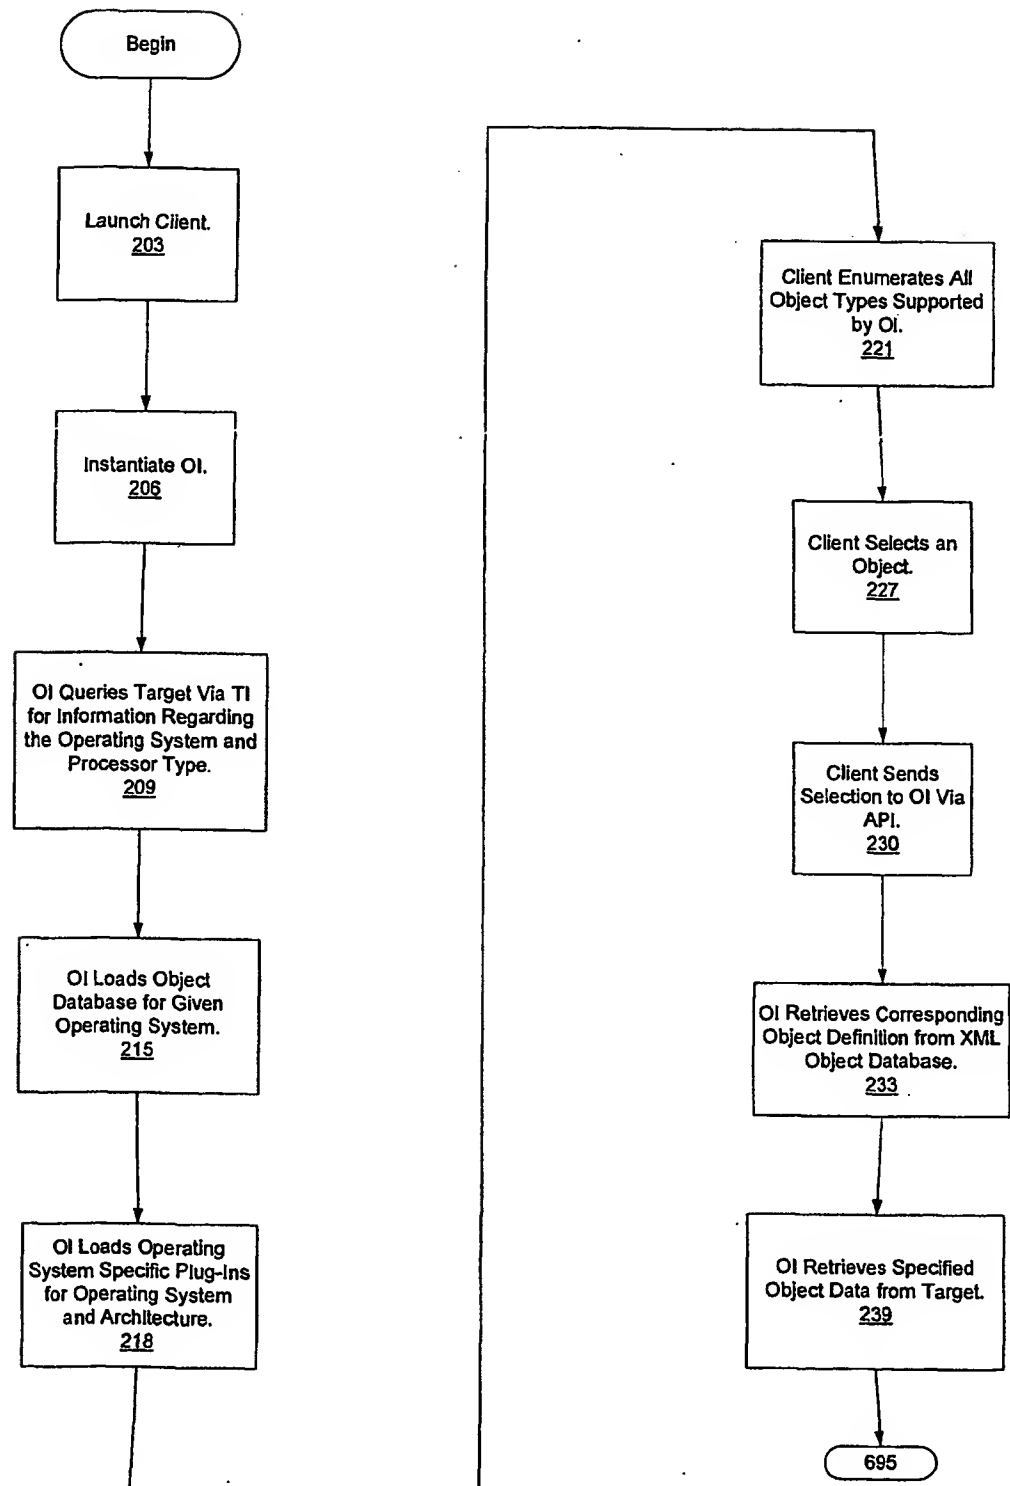 Begin
Launch Client.
203
Instantiate OI.
206
OI Queries Target Via TI
for Information Regarding
the Operating System and
Processor Type.
209
OI Loads Object
Database for Given
Operating System.
215
OI Loads Operating
System Specific Plug-Ins
for Operating System
and Architecture.
218
Client Enumerates All
Object Types Supported
by OI.
221
Client Selects an
Object.
227
Client Sends
Selection to OI Via
API.
230
OI Retrieves Corresponding
Object Definition from XML
Object Database.
233
OI Retrieves Specified
Object Data from Target.
239
695